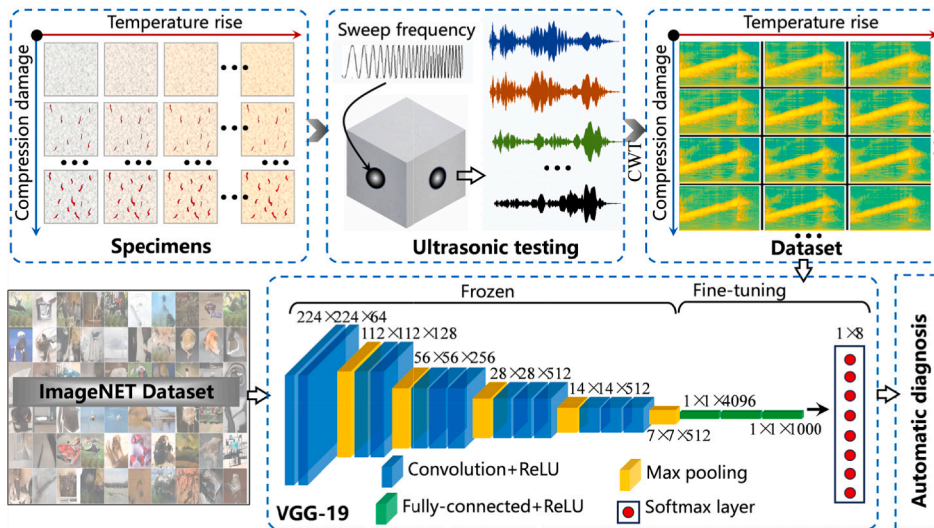 Temperature rise
Compression damage
Specimens
Sweep frequency
Ultrasonic testing
CWT
Temperature rise
Compression damage
Dataset
ImageNET Dataset
Frozen
Fine-tuning
224×224×64
112×112×128
56×56×256
28×28×512
14×14×512
7×7×512
1×1×4096
1×1×1000
1×8
Convolution+ReLU
Max pooling
Fully-connected+ReLU
Softmax layer
VGG-19
Automatic diagnosis